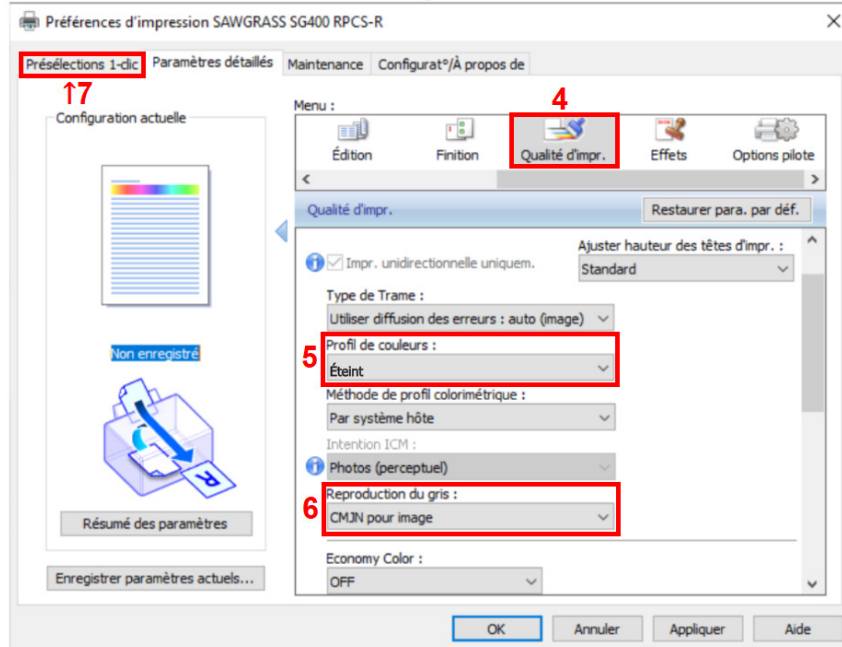 Préférences d'impression SAWGRASS SG400 RPCS-R
Présélections 1-clic Paramètres détaillés Maintenance Configurat°/À propos de
↑7
Configuration actuelle
Menu :
4
Édition Finition Qualité d'impr. Effets Options pilote
Qualité d'impr. Restaurer para. par déf.
Ajuster hauteur des têtes d'impr. :
Impr. unidirectionnelle uniquem. Standard
Type de Trame :
Utiliser diffusion des erreurs : auto (image)
Non enregistré
5
Profil de couleurs :
Éteint
Méthode de profil colorimétrique :
Par système hôte
Intention ICM :
Photos (perceptuel)
R
6
Reproduction du gris :
CMJN pour image
Résumé des paramètres
Economy Color :
Enregistrer paramètres actuels... OFF
OK Annuler Appliquer Aide